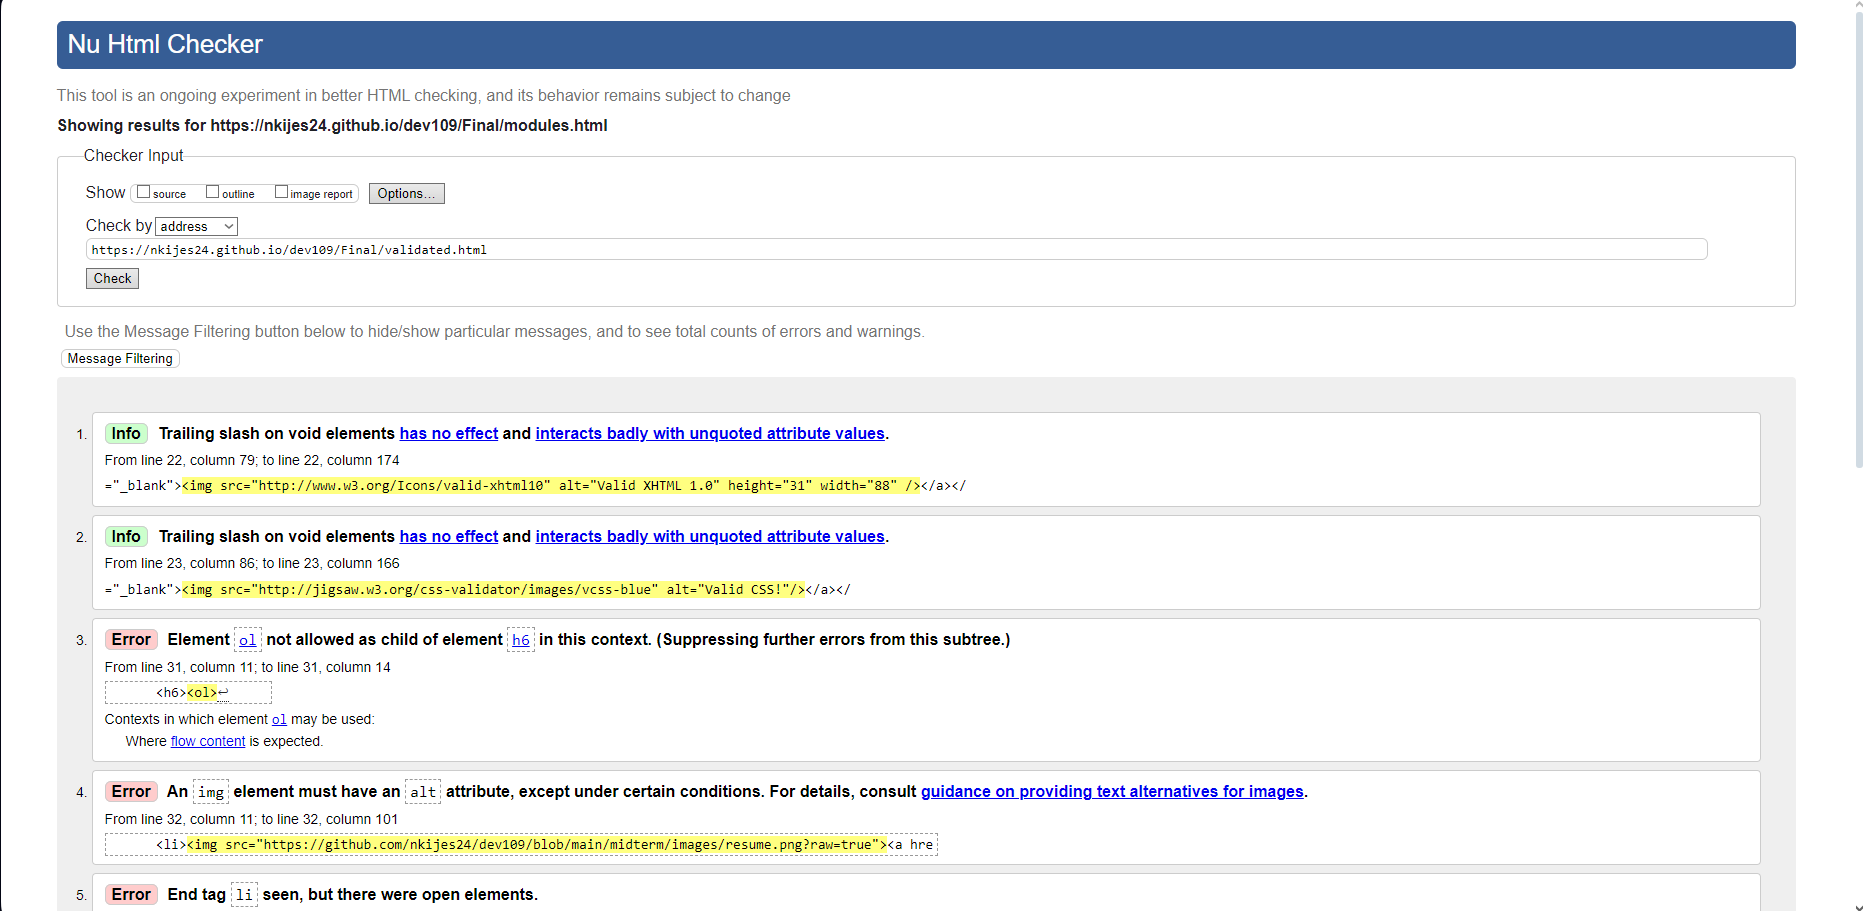 Nu Html Checker
This tool is an ongoing experiment in better HTML checking, and its behavior remains subject to change
Showing results for https://nkijes24.github.io/dev109/Final/modules.html
Checker Input
Show source outline image report Options...
Check by address
https://nkijes24.github.io/dev109/Final/validated.html
Check
Use the Message Filtering button below to hide/show particular messages, and to see total counts of errors and warnings.
Message Filtering
1. Info Trailing slash on void elements has no effect and interacts badly with unquoted attribute values.
From line 22, column 79; to line 22, column 174
="_blank"><img src="http://www.w3.org/Icons/valid-xhtml10" alt="Valid XHTML 1.0" height="31" width="88" /></a></
2. Info Trailing slash on void elements has no effect and interacts badly with unquoted attribute values.
From line 23, column 86; to line 23, column 166
="_blank"><img src="http://jigsaw.w3.org/css-validator/images/vcss-blue" alt="Valid CSS!"/></a></
3. Error Element ol not allowed as child of element h6 in this context. (Suppressing further errors from this subtree.)
From line 31, column 11; to line 31, column 14
<h6><ol>↩
Contexts in which element ol may be used:
Where flow content is expected.
4. Error An img element must have an alt attribute, except under certain conditions. For details, consult guidance on providing text alternatives for images.
From line 32, column 11; to line 32, column 101
<li><img src="https://github.com/nkijes24/dev109/blob/main/midterm/images/resume.png?raw=true"><a hre
5. Error End tag li seen, but there were open elements.